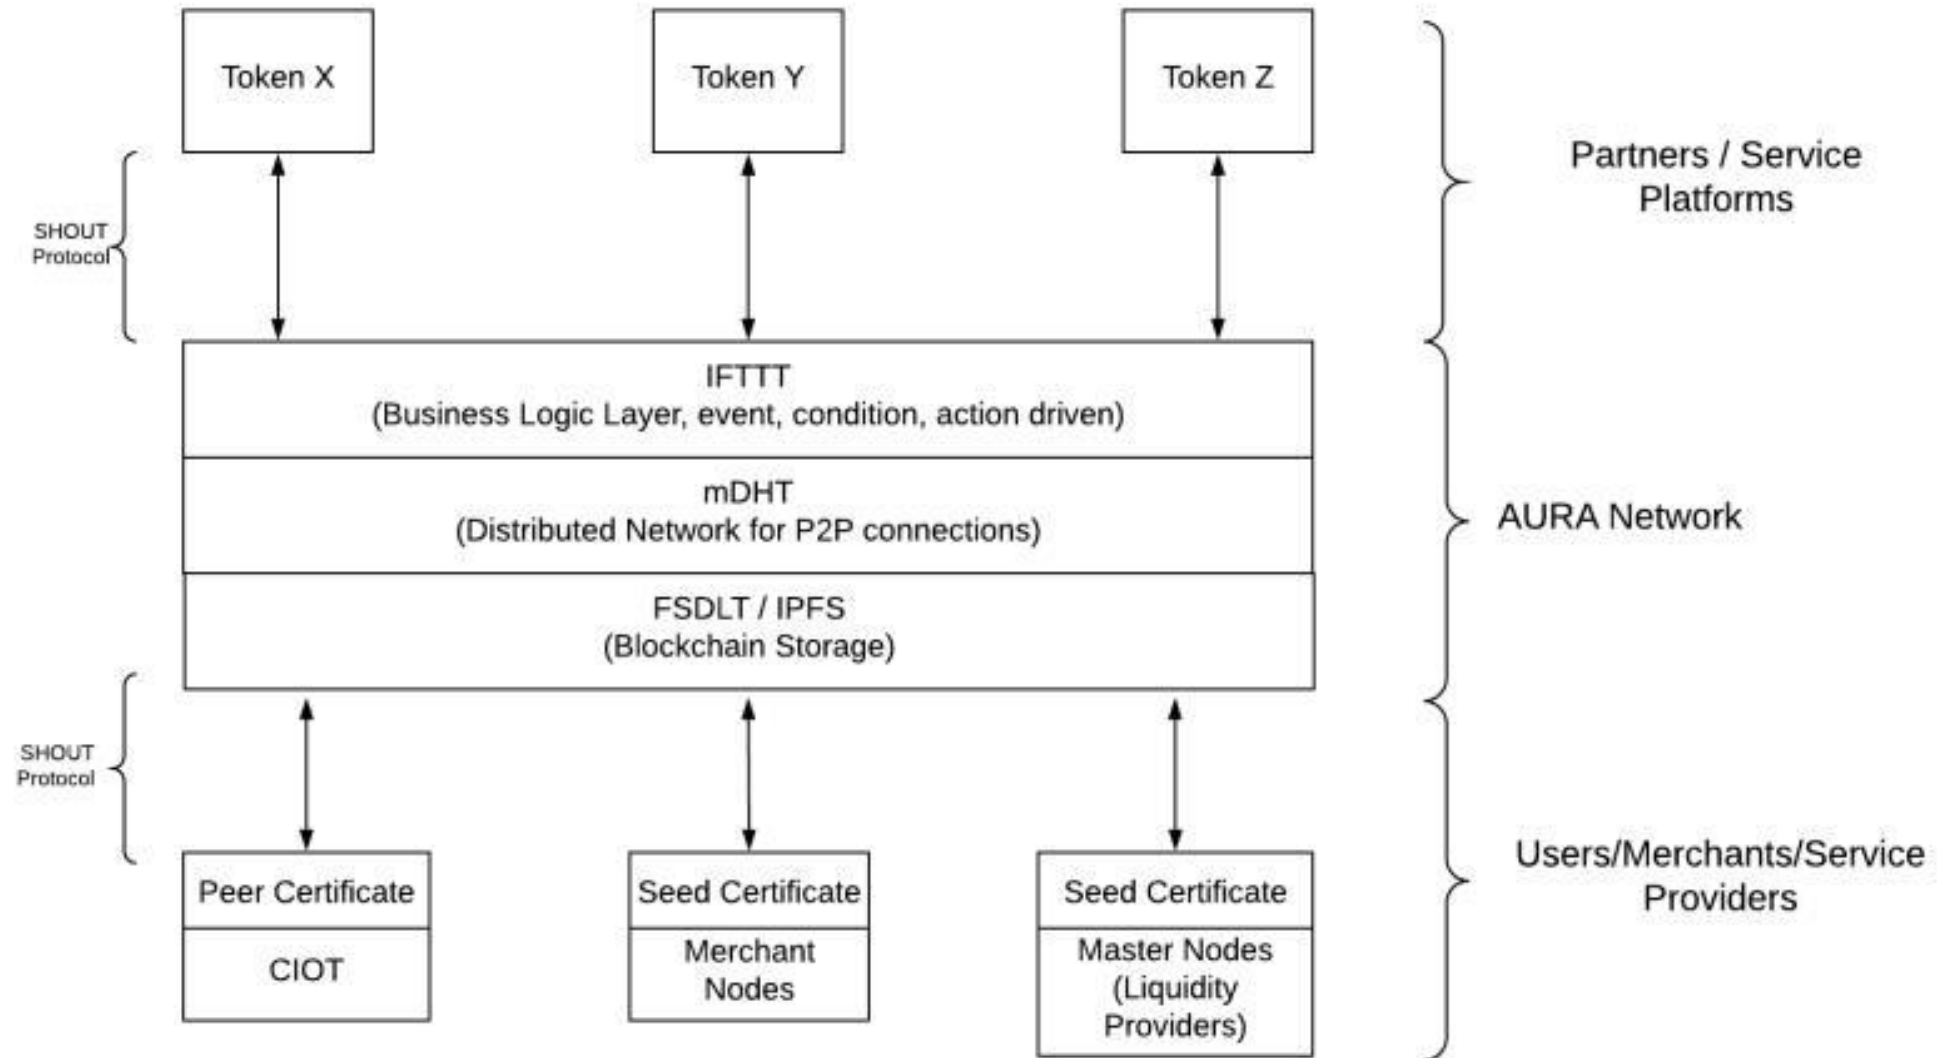 Token X
Token Y
Token Z
Partners / Service
Platforms
SHOUT
Protocol
IFTTT
(Business Logic Layer, event, condition, action driven)
mDHT
(Distributed Network for P2P connections)
AURA Network
FSDLT / IPFS
(Blockchain Storage)
SHOUT
Protocol
Peer Certificate
CIOT
Seed Certificate
Merchant
Nodes
Seed Certificate
Master Nodes
(Liquidity
Providers)
Users/Merchants/Service
Providers